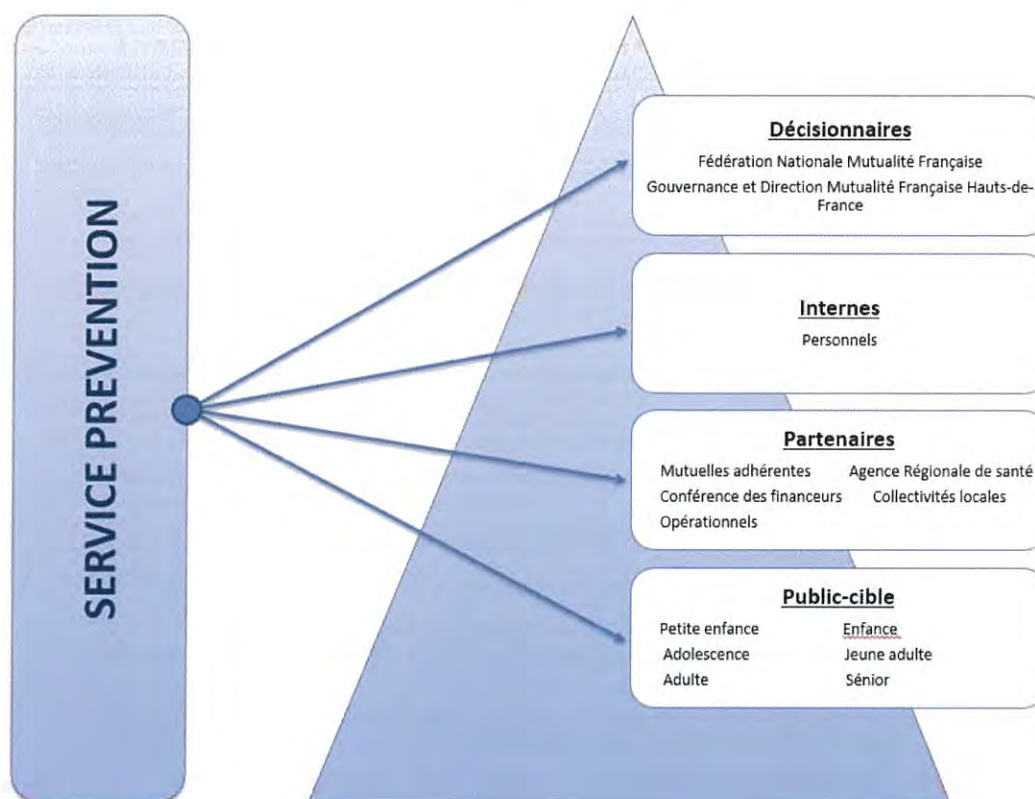 SERVICE PREVENTION
Décisionnaires
Fédération Nationale Mutualité Française
Gouvernance et Direction Mutualité Française Hauts-de-
France
Internes
Personnels
Partenaires
Mutuelles adhérentes Agence Régionale de santé
Conférence des financeurs Collectivités locales
Opérationnels
Public-cible
Petite enfance Enfance
Adolescence Jeune adulte
Adulte Sénior